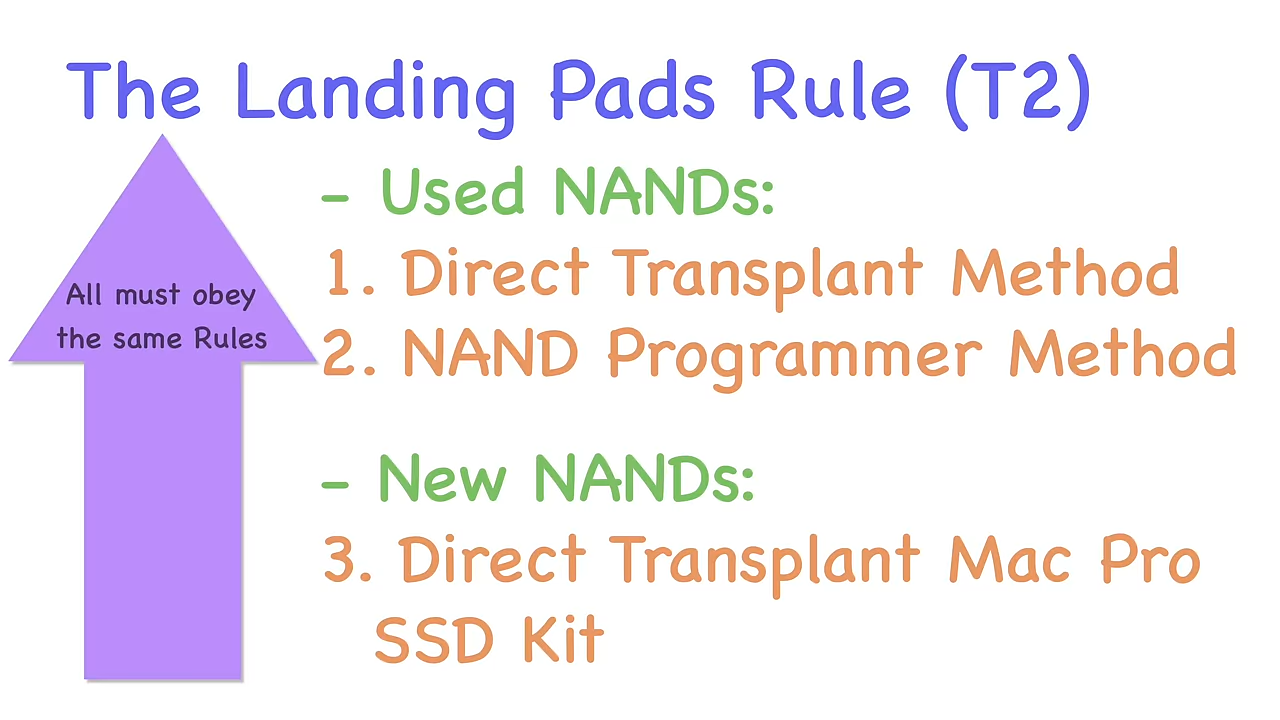 The Landing Pads Rule (T2)
All must obey
the same Rules
- Used NANDs:
1. Direct Transplant Method
2. NAND Programmer Method
- New NANDs:
3. Direct Transplant Mac Pro
SSD Kit